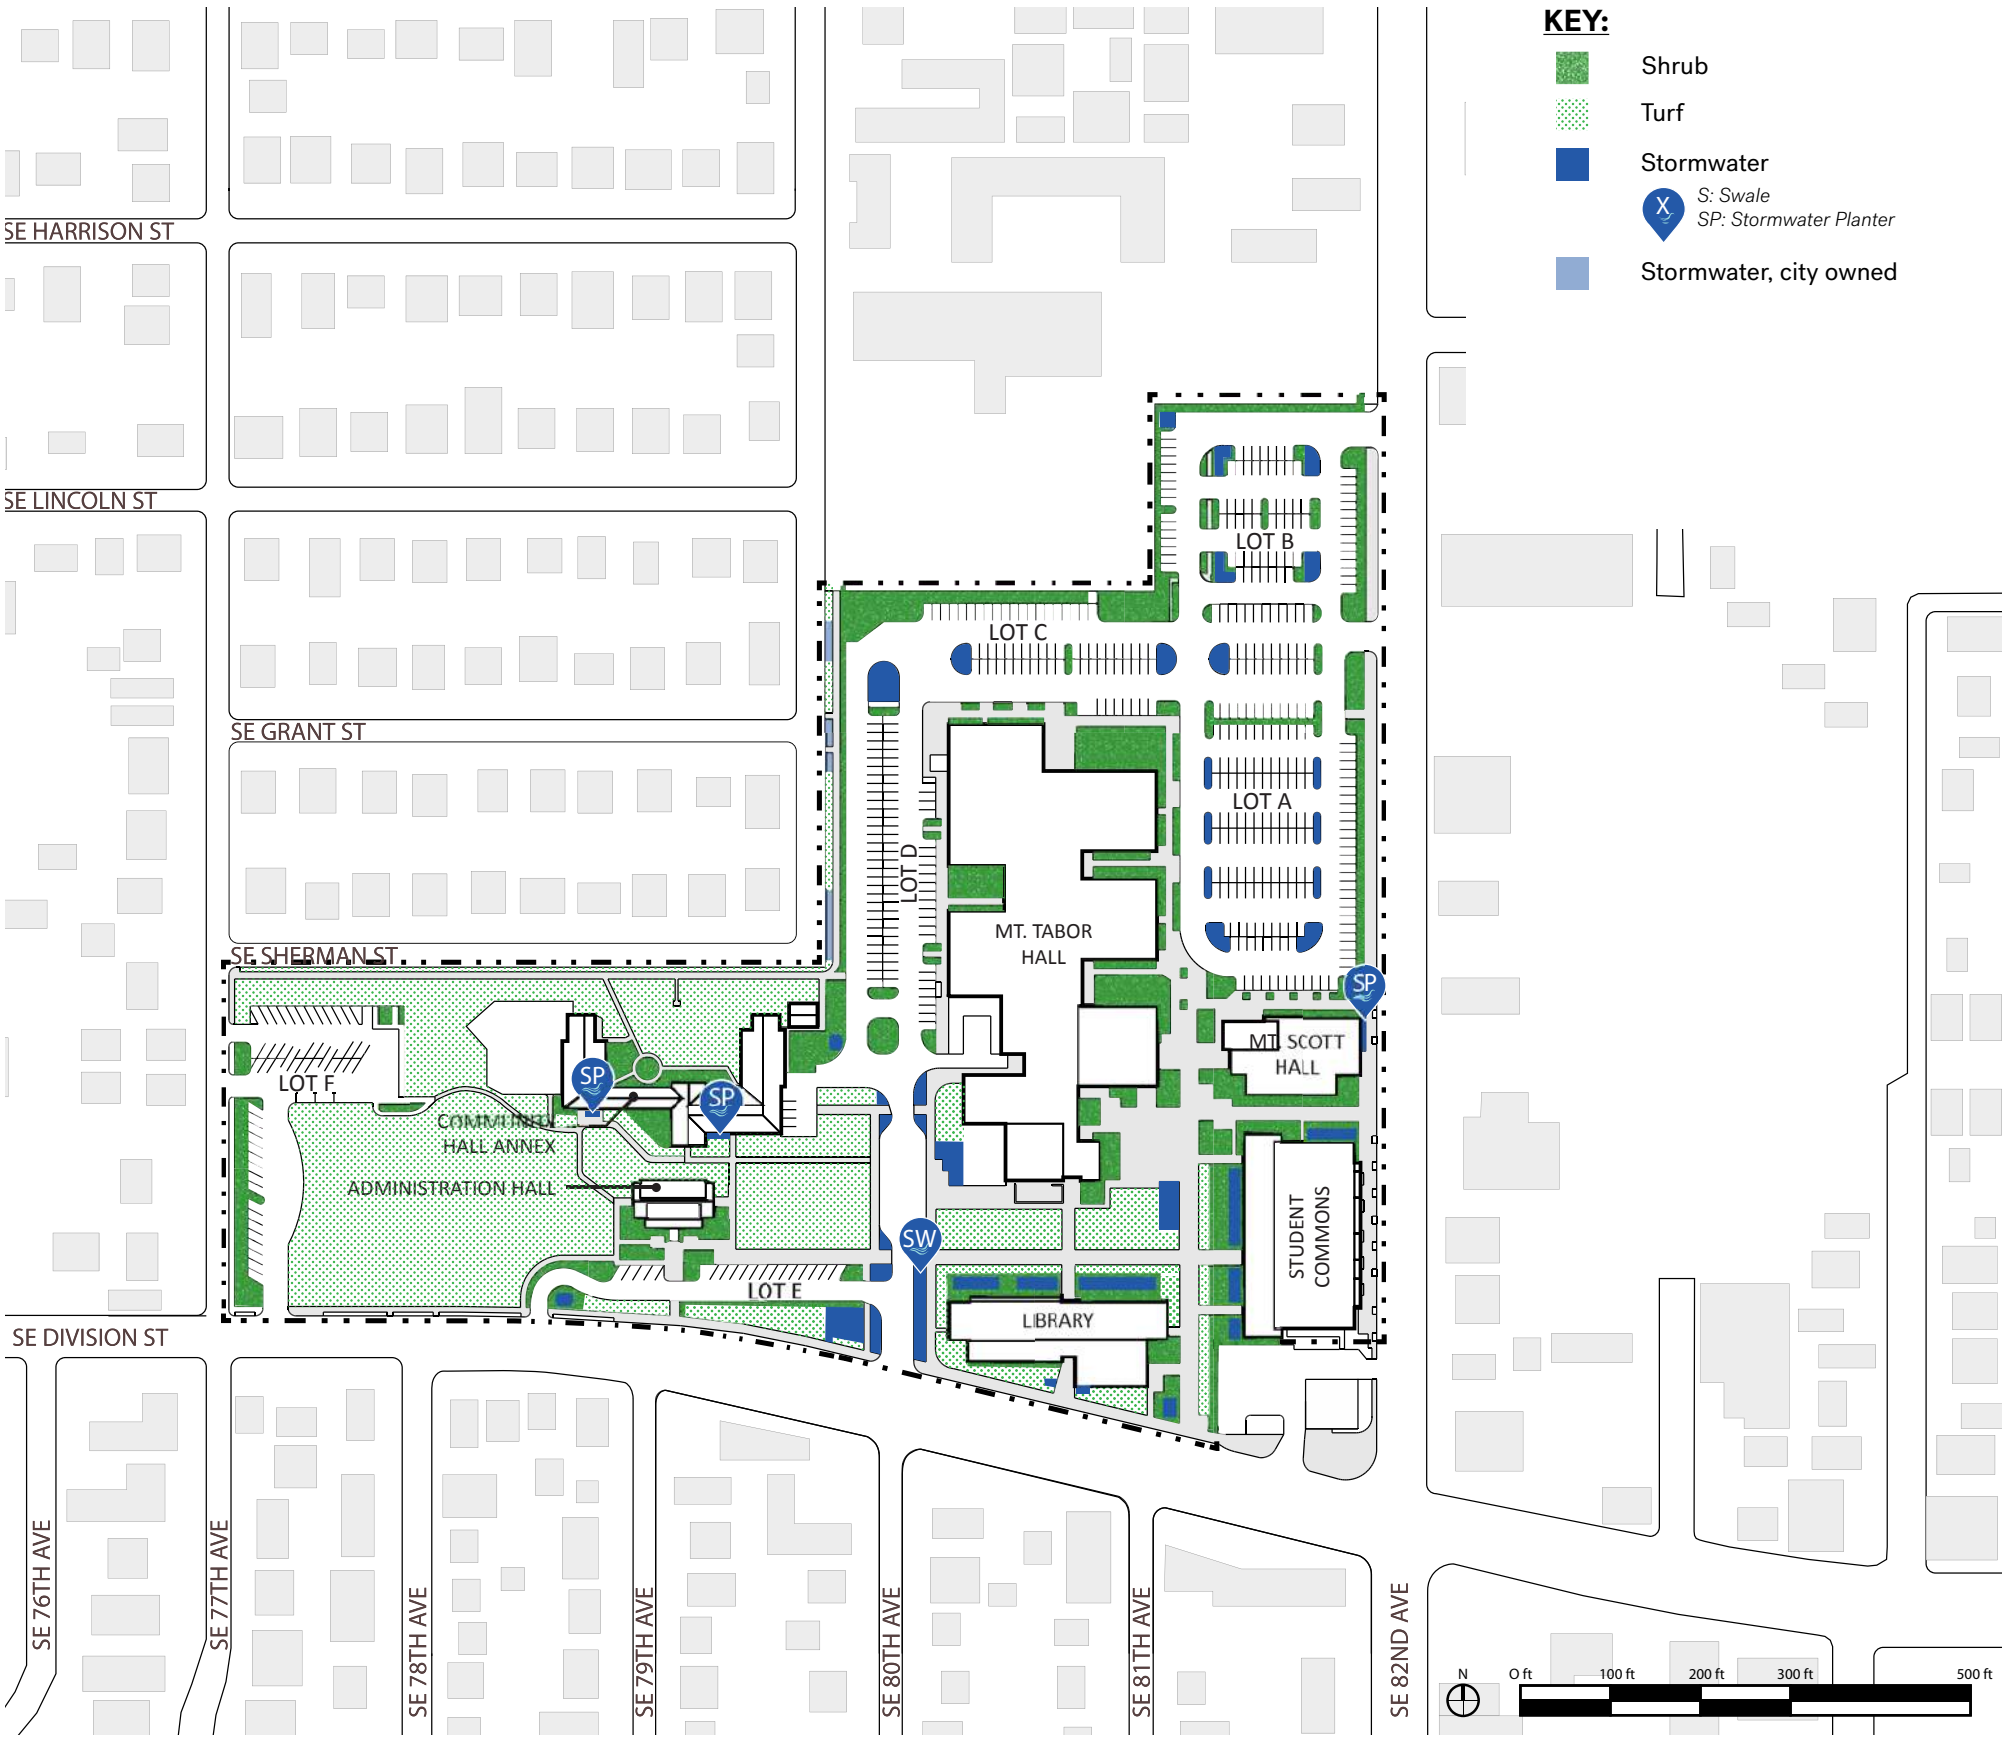 KEY:
Shrub
Turf
Stormwater
X
S: Swale
SP: Stormwater Planter
Stormwater, city owned
SE HARRISON ST
SE LINCOLN ST
LOT B
LOT C
SE GRANT ST
LOT A
LOT D
MT. TABOR
HALL
SE SHERMAN ST
SP
MT. SCOTT
HALL
LOT F
SP
SP
COMMUNITY
HALL ANNEX
ADMINISTRATION HALL
STUDENT
COMMONS
SW
LOT E
LIBRARY
SE DIVISION ST
SE 76TH AVE
SE 77TH AVE
SE 78TH AVE
SE 79TH AVE
SE 80TH AVE
SE 81TH AVE
SE 82ND AVE
N
O ft
100 ft
200 ft
300 ft
500 ft